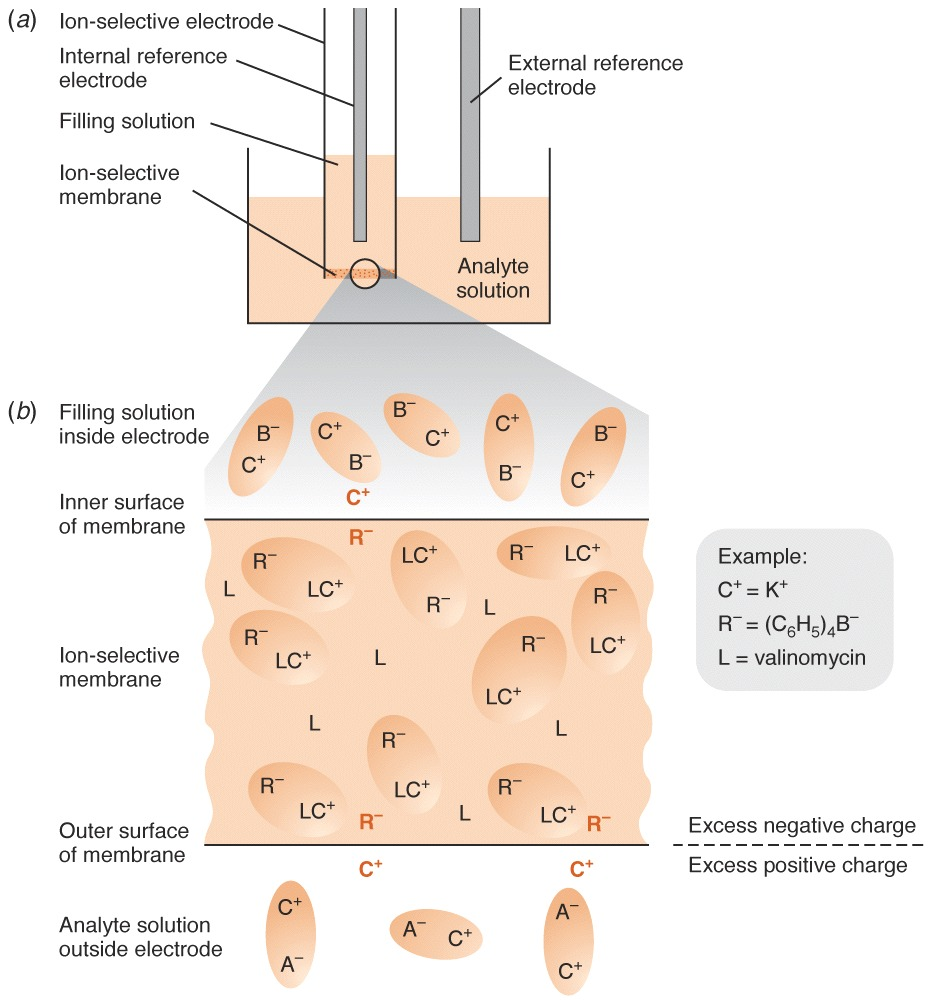 (a)
Ion-selective electrode
Internal reference
electrode
Filling solution
Ion-selective
membrane
External reference
electrode
Analyte
solution
(b)
Filling solution
inside electrode
B⁻
C⁺
C⁺
B⁻
B⁻
C⁺
C⁺
B⁻
B⁻
C⁺
C⁺
Inner surface
of membrane
R⁻
R⁻
LC⁺
L
LC⁺
R⁻
R⁻ LC⁺
L
R⁻
LC⁺
R⁻
LC⁺
Ion-selective
membrane
L
R⁻
LC⁺
L
L
R⁻
LC⁺
R⁻
LC⁺
R⁻
L
R⁻
LC⁺
R⁻
Outer surface
of membrane
Excess negative charge
Excess positive charge
C⁺
C⁺
Analyte solution
outside electrode
C⁺
A⁻
A⁻ C⁺
A⁻
C⁺
Example:
C⁺ = K⁺
R⁻ = (C₆H₅)₄B⁻
L = valinomycin